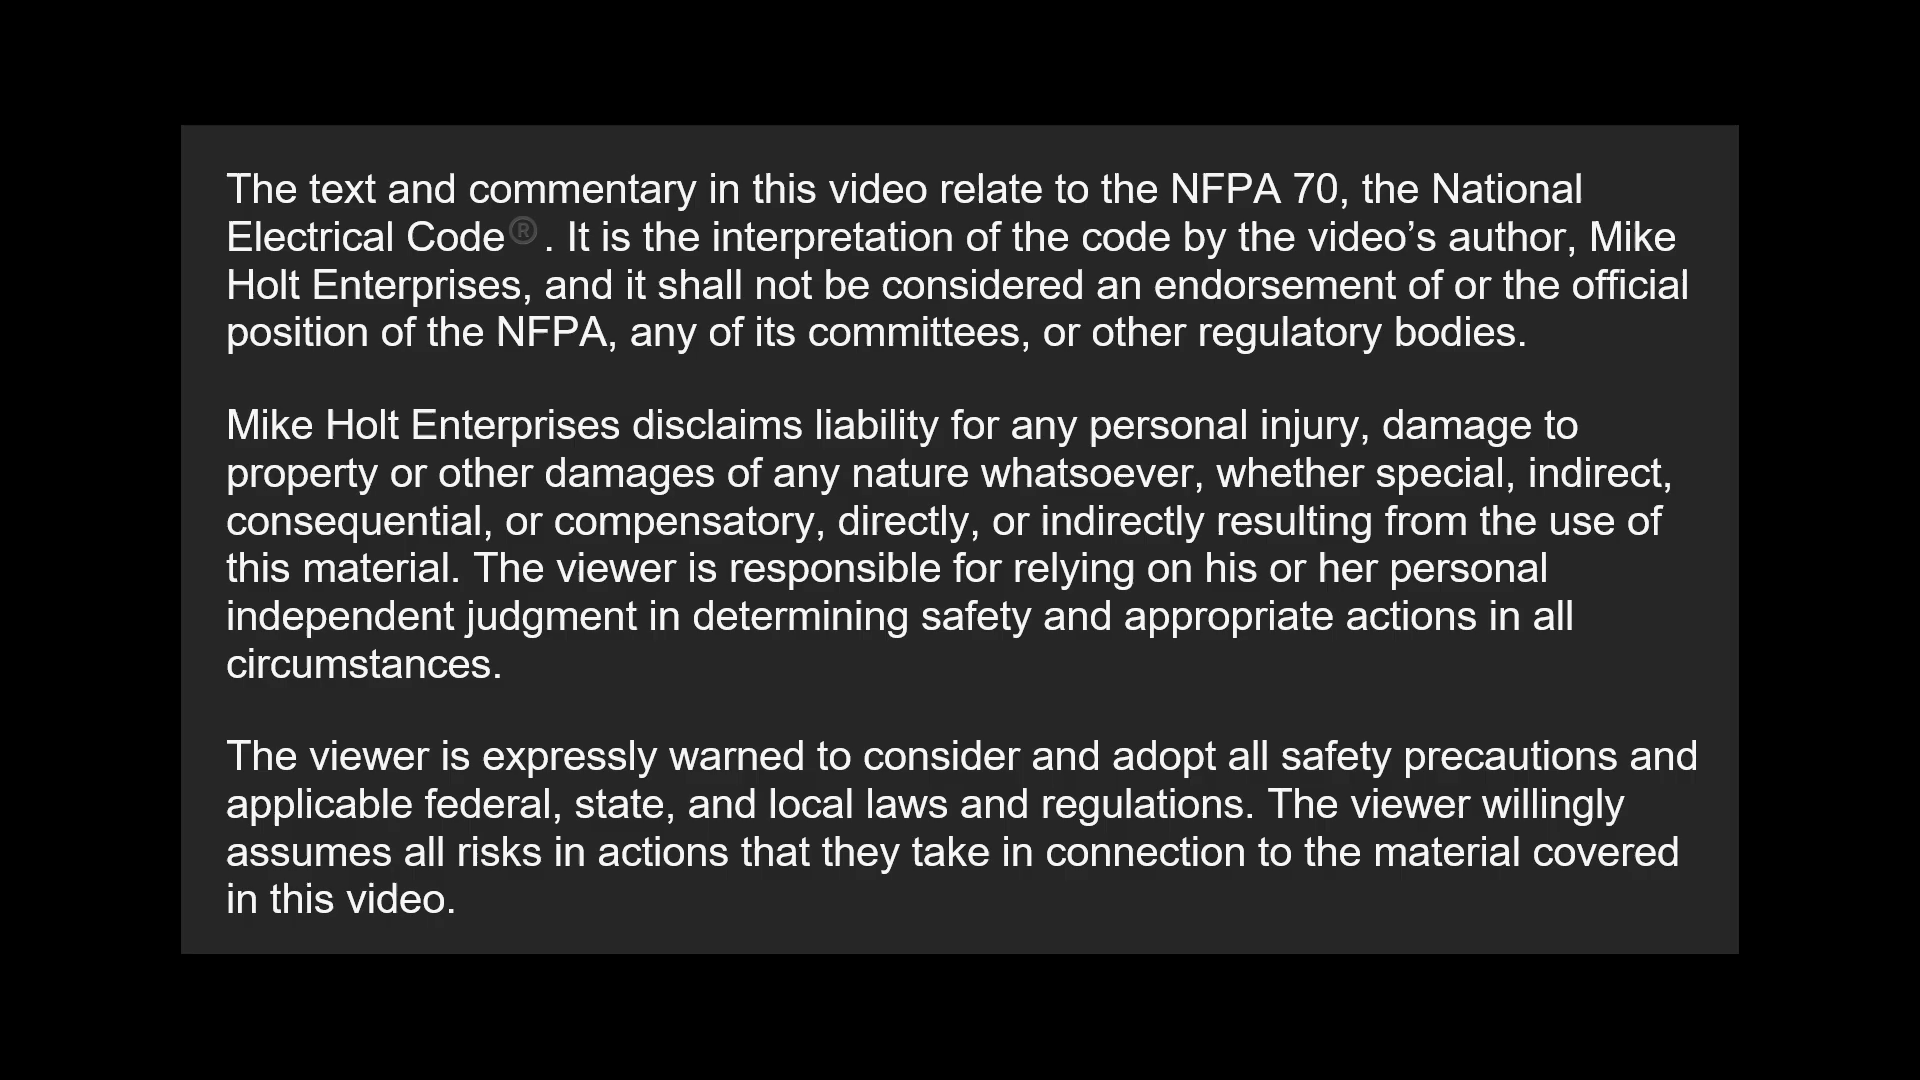 The text and commentary in this video relate to the NFPA 70, the National
Electrical Code® . It is the interpretation of the code by the video’s author, Mike
Holt Enterprises, and it shall not be considered an endorsement of or the official
position of the NFPA, any of its committees, or other regulatory bodies.
Mike Holt Enterprises disclaims liability for any personal injury, damage to
property or other damages of any nature whatsoever, whether special, indirect,
consequential, or compensatory, directly, or indirectly resulting from the use of
this material. The viewer is responsible for relying on his or her personal
independent judgment in determining safety and appropriate actions in all
circumstances.
The viewer is expressly warned to consider and adopt all safety precautions and
applicable federal, state, and local laws and regulations. The viewer willingly
assumes all risks in actions that they take in connection to the material covered
in this video.